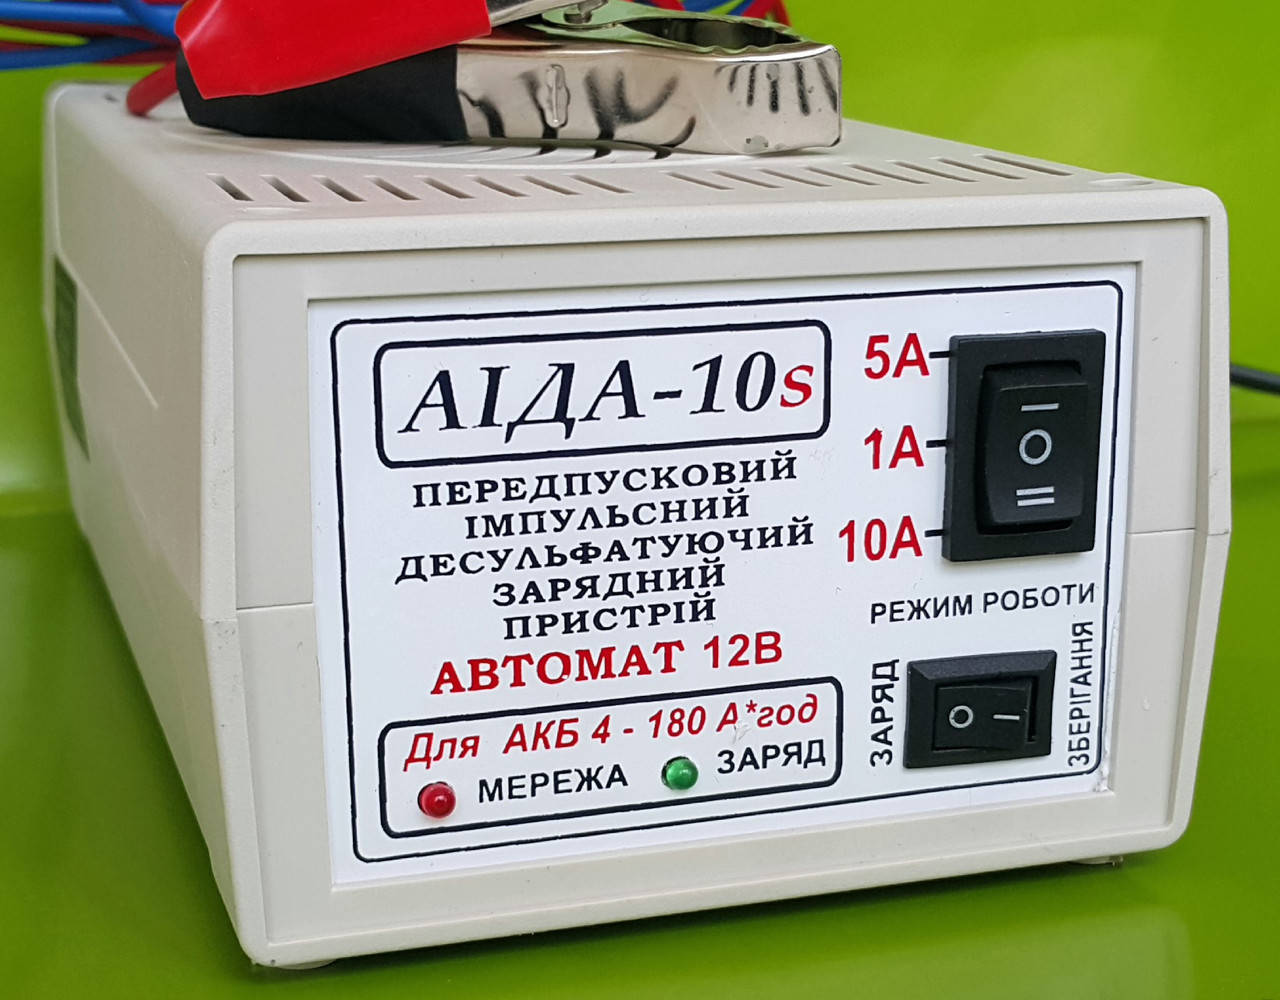 АІДА-10s
ПЕРЕДПУСКОВИЙ
ІМПУЛЬСНИЙ
ДЕСУЛЬФАТУЮЧИЙ
ЗАРЯДНИЙ
ПРИСТРІЙ
АВТОМАТ 12В
Для АКБ 4 - 180 А*год
МЕРЕЖА
ЗАРЯД
5А
1А
10А
РЕЖИМ РОБОТИ
ЗАРЯД
ЗБЕРІГАННЯ